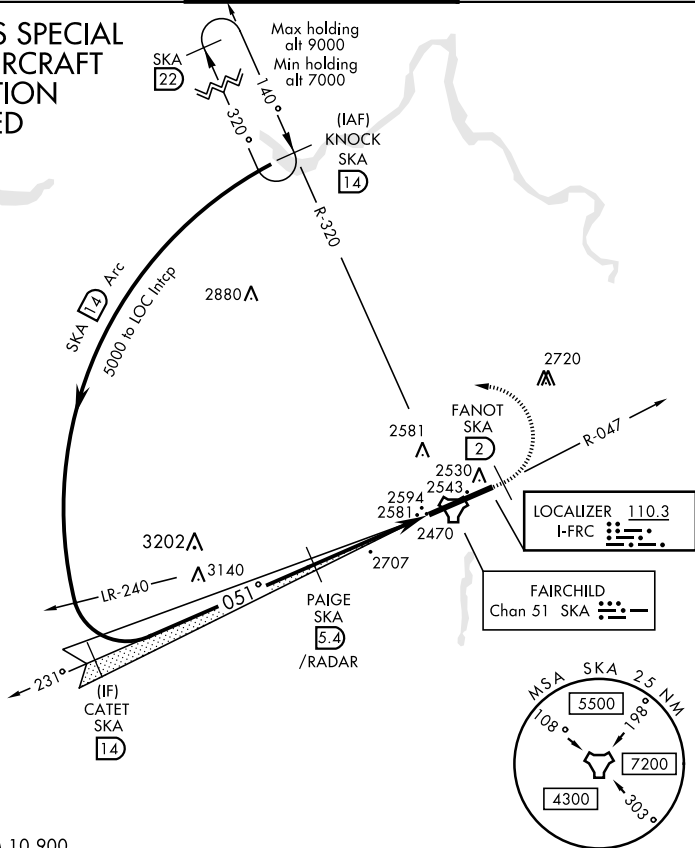 S SPECIAL
RCRAFT
TION
ED
Max holding
alt 9000
Min holding
alt 7000
SKA
22
320°
140°
(IAF)
KNOCK
SKA
14
R-320
SKA 14 Arc
5000 to LOC Intcp
2880
2720
FANOT
SKA
2
2581
2530
2543
2594
2581
2470
R-047
LOCALIZER 110.3
I-FRC
3202
3140
2707
LR-240
051°
PAIGE
SKA
5.4
/RADAR
FAIRCHILD
Chan 51 SKA
231°
(IF)
CATET
SKA
14
MSA SKA 25 NM
5500
108°
198°
7200
4300
303°
10,900